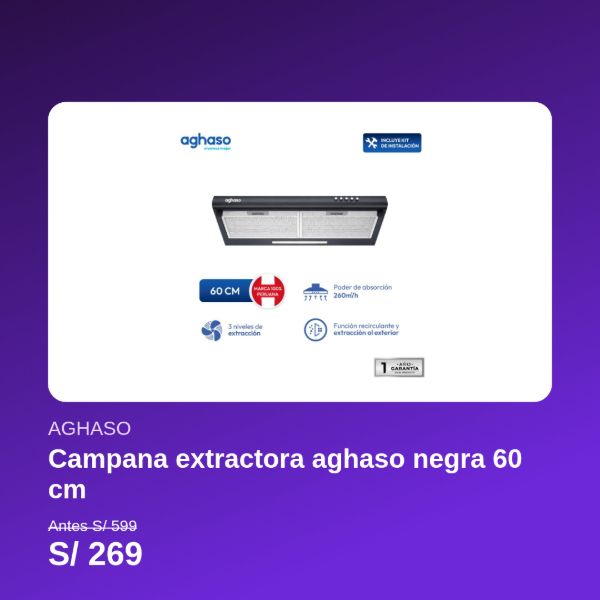 aghaso
INCLUYE KIT
DE INSTALACIÓN
aghaso
60 CM
MARCA 100%
PERUANA
Poder de absorción
260m³/h
3 niveles de
extracción
Función recirculante y
extracción al exterior
1 AÑO
GARANTÍA
AGHASO
Campana extractora aghaso negra 60
cm
Antes S/ 599
S/ 269